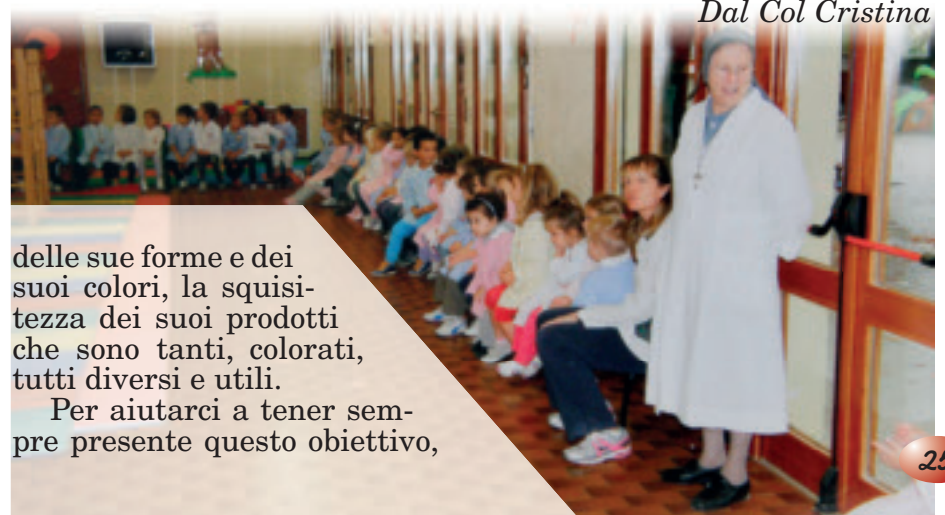 Dal Col Cristina
delle sue forme e dei
suoi colori, la squisi-
tezza dei suoi prodotti
che sono tanti, colorati,
tutti diversi e utili.
Per aiutarci a tener sem-
pre presente questo obiettivo,
25